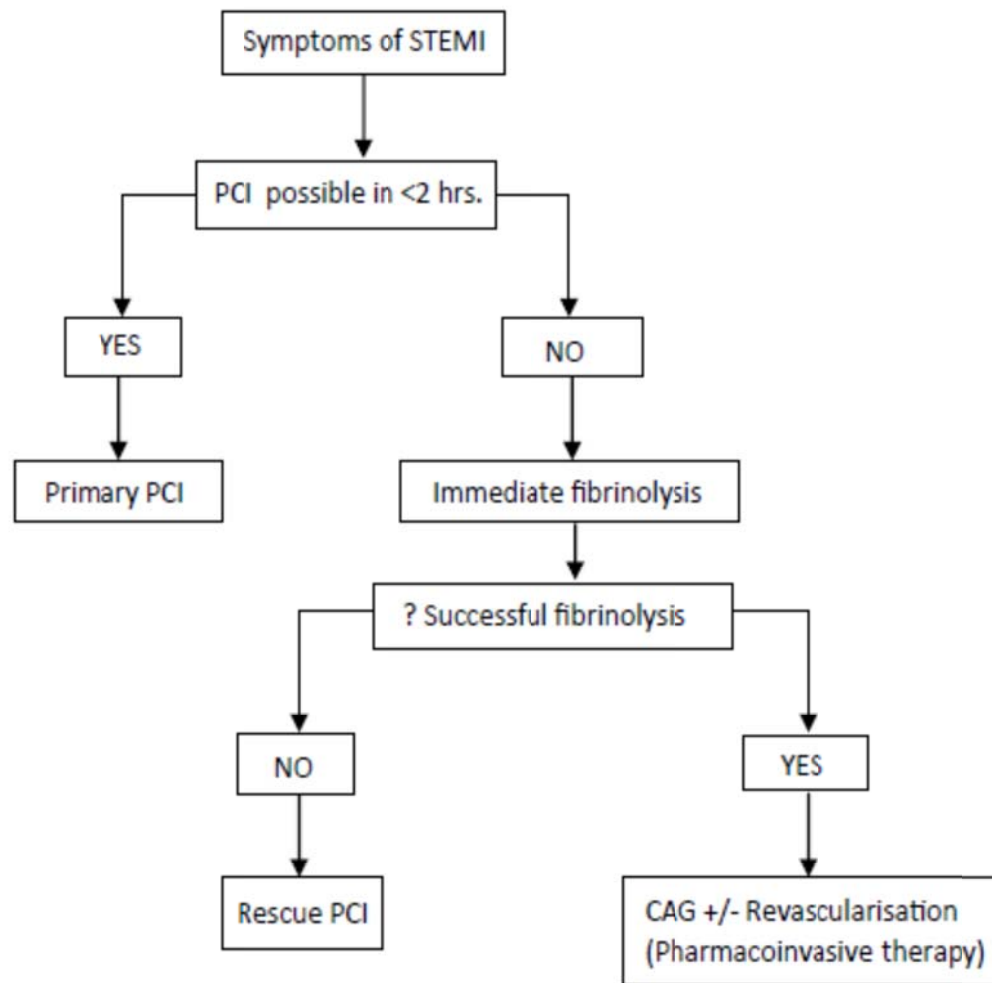 Symptoms of STEMI
PCI possible in <2 hrs.
YES
NO
Primary PCI
Immediate fibrinolysis
? Successful fibrinolysis
NO
YES
Rescue PCI
CAG +/- Revascularisation
(Pharmacoinvasive therapy)